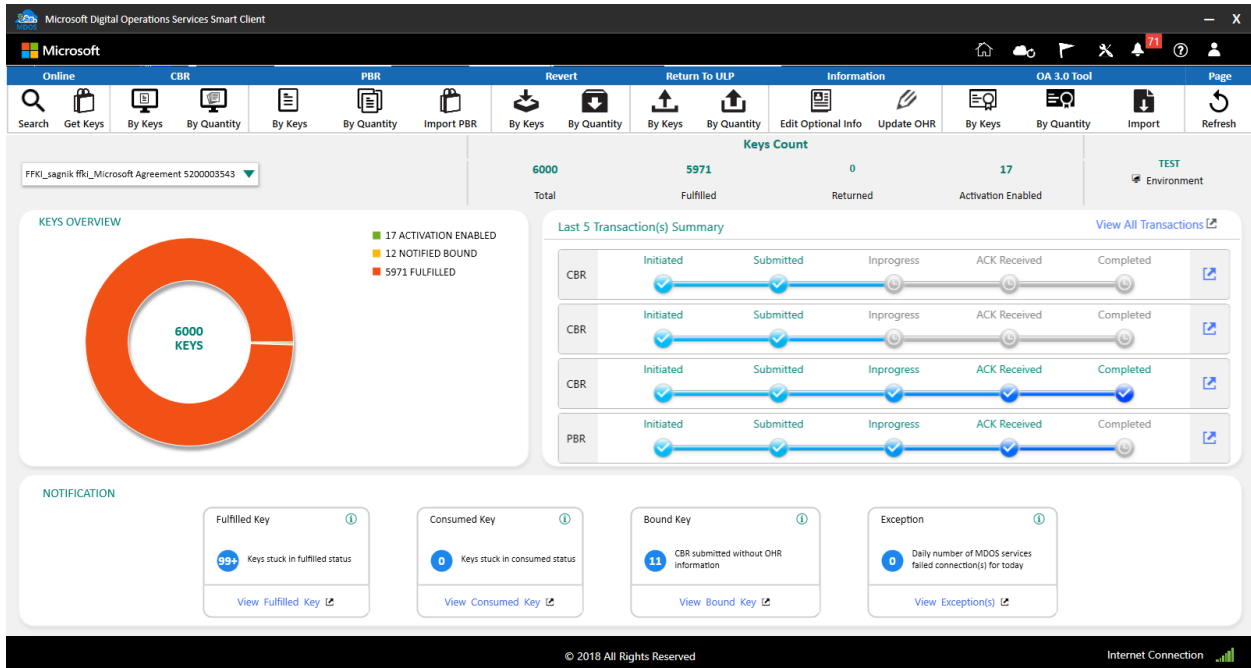 MDOS Microsoft Digital Operations Services Smart Client
X
Microsoft
71
Online CBR PBR Revert Return To ULP Information OA 3.0 Tool Page
Search Get Keys By Keys By Quantity By Keys By Quantity Import PBR By Keys By Quantity By Keys By Quantity Edit Optional Info Update OHR By Keys By Quantity Import Refresh
Keys Count
FFKI_sagnik ffki_Microsoft Agreement 5200003543
6000 5971 0 17
Total Fulfilled Returned Activation Enabled
TEST
Environment
KEYS OVERVIEW
17 ACTIVATION ENABLED
12 NOTIFIED BOUND
5971 FULFILLED
6000
KEYS
Last 5 Transaction(s) Summary
View All Transactions
CBR Initiated Submitted Inprogress ACK Received Completed
CBR Initiated Submitted Inprogress ACK Received Completed
CBR Initiated Submitted Inprogress ACK Received Completed
PBR Initiated Submitted Inprogress ACK Received Completed
NOTIFICATION
Fulfilled Key
99+ Keys stuck in fulfilled status
View Fulfilled Key
Consumed Key
0 Keys stuck in consumed status
View Consumed Key
Bound Key
11 CBR submitted without OHR
information
View Bound Key
Exception
0 Daily number of MDOS services
failed connection(s) for today
View Exception(s)
© 2018 All Rights Reserved
Internet Connection